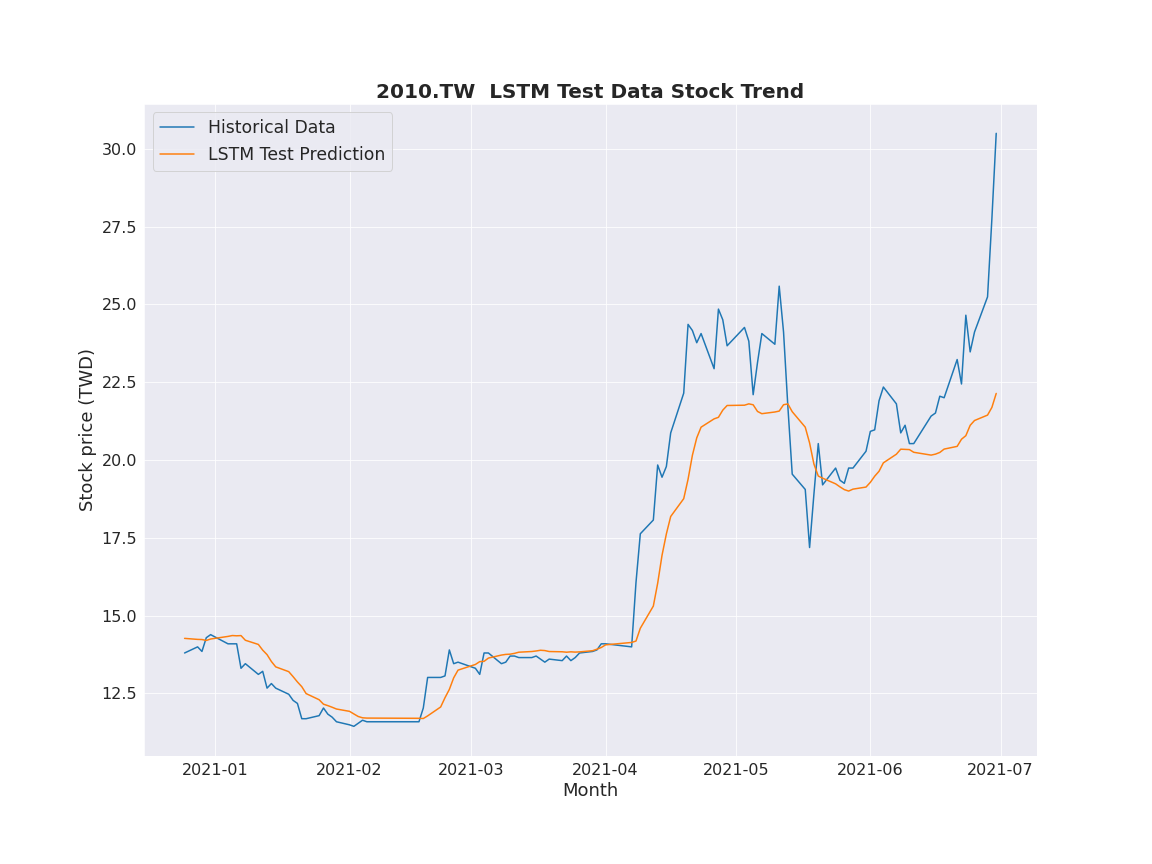 2010.TW  LSTM Test Data Stock Trend
Historical Data
LSTM Test Prediction
30.0
27.5
25.0
22.5
20.0
17.5
15.0
12.5
Stock price (TWD)
2021-01 2021-02 2021-03 2021-04 2021-05 2021-06 2021-07
Month